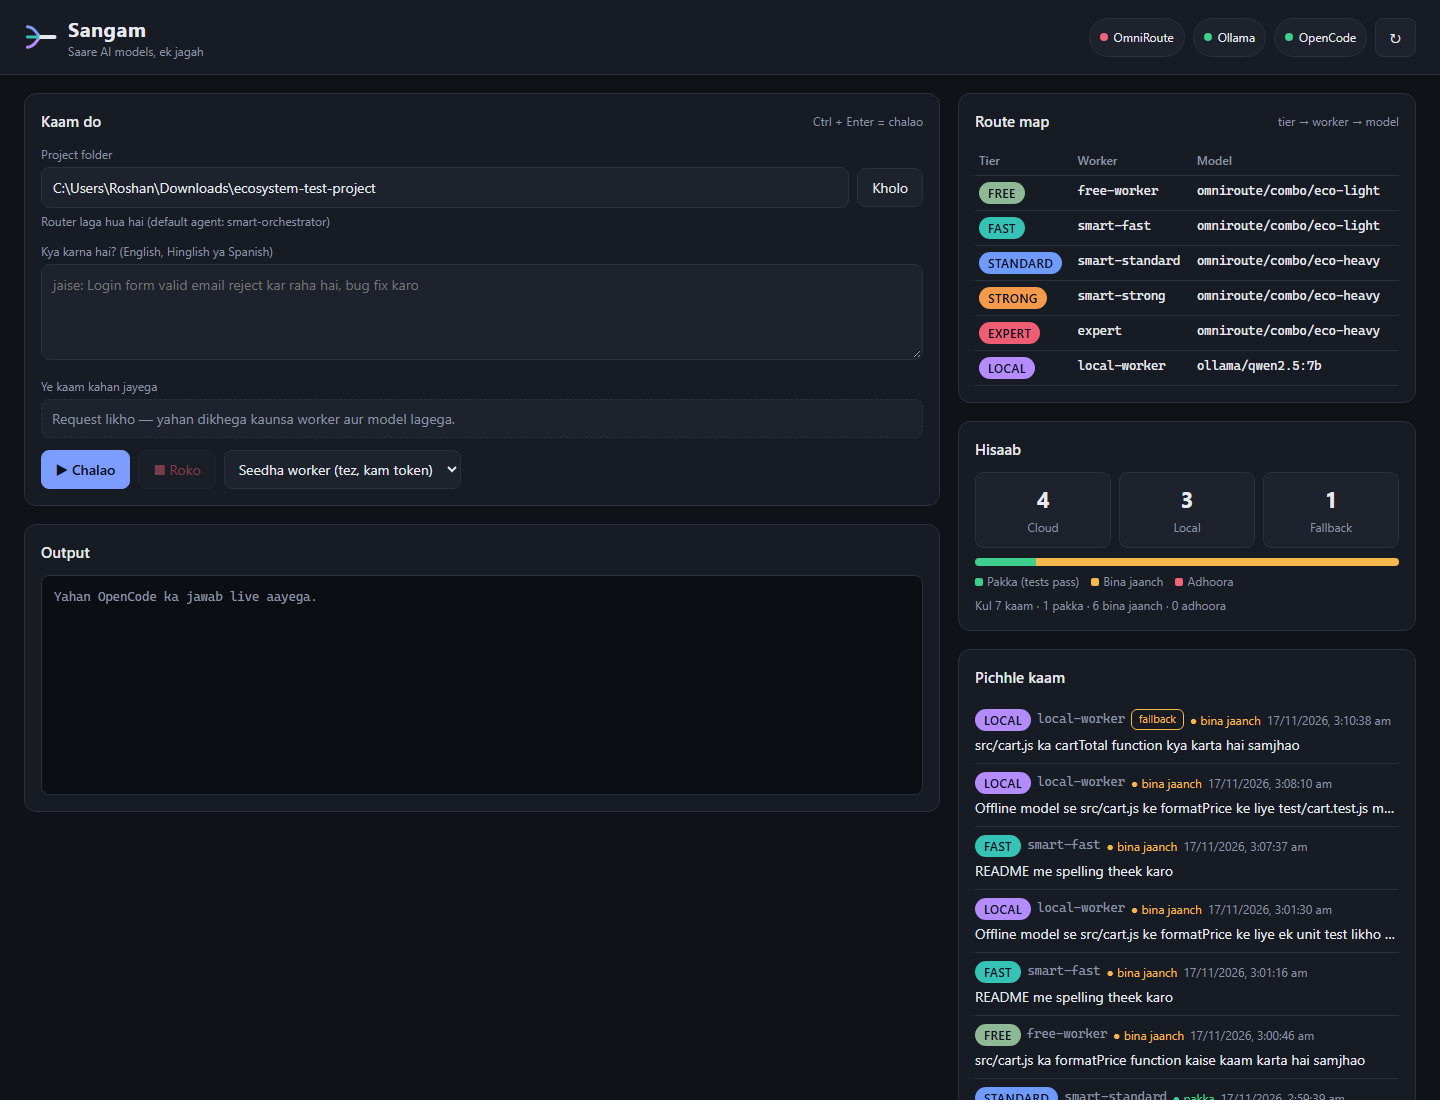 Sangam
Saare AI models, ek jagah
OmniRoute
Ollama
OpenCode
↻
Kaam do
Ctrl + Enter = chalao
Project folder
C:\Users\Roshan\Downloads\ecosystem-test-project
Kholo
Router laga hua hai (default agent: smart-orchestrator)
Kya karna hai? (English, Hinglish ya Spanish)
jaise: Login form valid email reject kar raha hai, bug fix karo
Ye kaam kahan jayega
Request likho — yahan dikhega kaunsa worker aur model lagega.
▶ Chalao
■ Roko
Seedha worker (tez, kam token)
Output
Yahan OpenCode ka jawab live aayega.
Route map
tier → worker → model
Tier Worker Model
FREE free-worker omniroute/combo/eco-light
FAST smart-fast omniroute/combo/eco-light
STANDARD smart-standard omniroute/combo/eco-heavy
STRONG smart-strong omniroute/combo/eco-heavy
EXPERT expert omniroute/combo/eco-heavy
LOCAL local-worker ollama/qwen2.5:7b
Hisaab
4 3 1
Cloud Local Fallback
Pakka (tests pass) Bina jaanch Adhoora
Kul 7 kaam · 1 pakka · 6 bina jaanch · 0 adhoora
Pichhle kaam
LOCAL local-worker fallback ● bina jaanch 17/11/2026, 3:10:38 am
src/cart.js ka cartTotal function kya karta hai samjhao
LOCAL local-worker ● bina jaanch 17/11/2026, 3:08:10 am
Offline model se src/cart.js ke formatPrice ke liye test/cart.test.js m...
FAST smart-fast ● bina jaanch 17/11/2026, 3:07:37 am
README me spelling theek karo
LOCAL local-worker ● bina jaanch 17/11/2026, 3:01:30 am
Offline model se src/cart.js ke formatPrice ke liye ek unit test likho ...
FAST smart-fast ● bina jaanch 17/11/2026, 3:01:16 am
README me spelling theek karo
FREE free-worker ● bina jaanch 17/11/2026, 3:00:46 am
src/cart.js ka formatPrice function kaise kaam karta hai samjhao
STANDARD smart-standard ● pakka 17/11/2026, 2:59:39 am